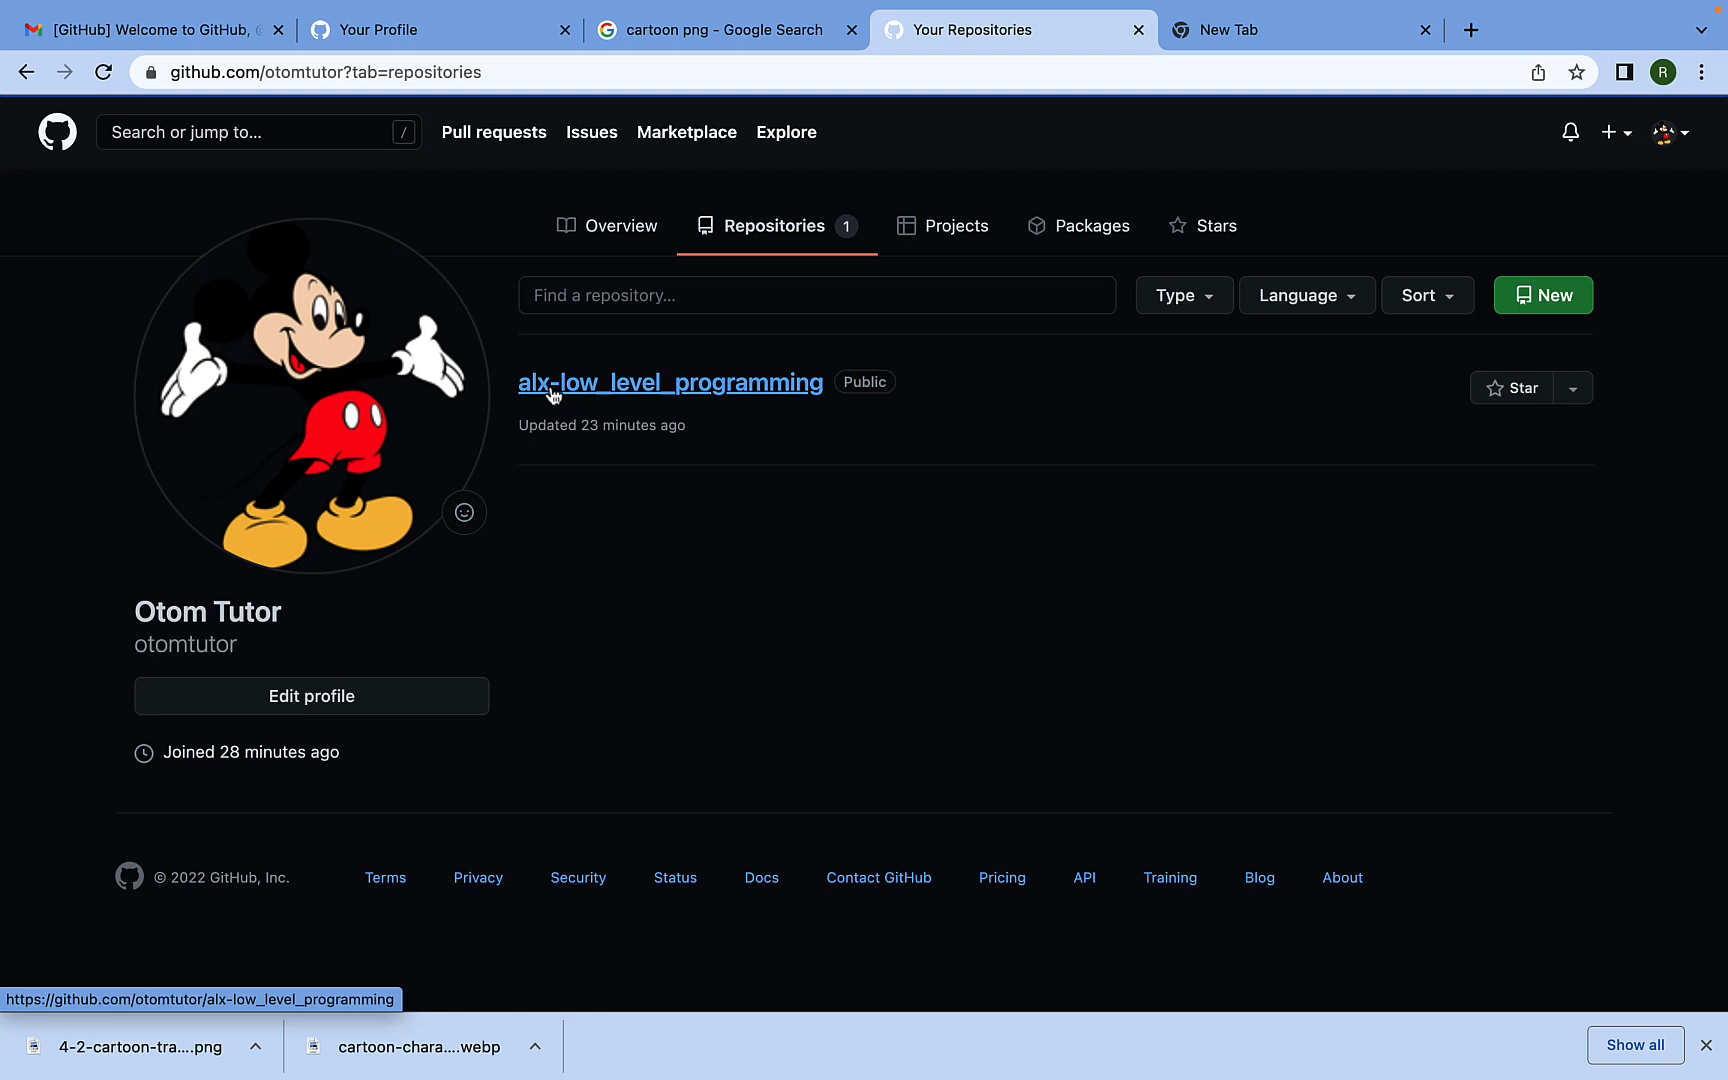 [GitHub] Welcome to GitHub,
Your Profile
cartoon png - Google Search
Your Repositories
New Tab
github.com/otomtutor?tab=repositories
R
Search or jump to...
/
Pull requests
Issues
Marketplace
Explore
Overview
Repositories 1
Projects
Packages
Stars
Find a repository...
Type
Language
Sort
New
alx-low_level_programming
Public
Star
Updated 23 minutes ago
Otom Tutor
otomtutor
Edit profile
Joined 28 minutes ago
© 2022 GitHub, Inc.
Terms
Privacy
Security
Status
Docs
Contact GitHub
Pricing
API
Training
Blog
About
https://github.com/otomtutor/alx-low_level_programming
4-2-cartoon-tra....png
cartoon-chara....webp
Show all